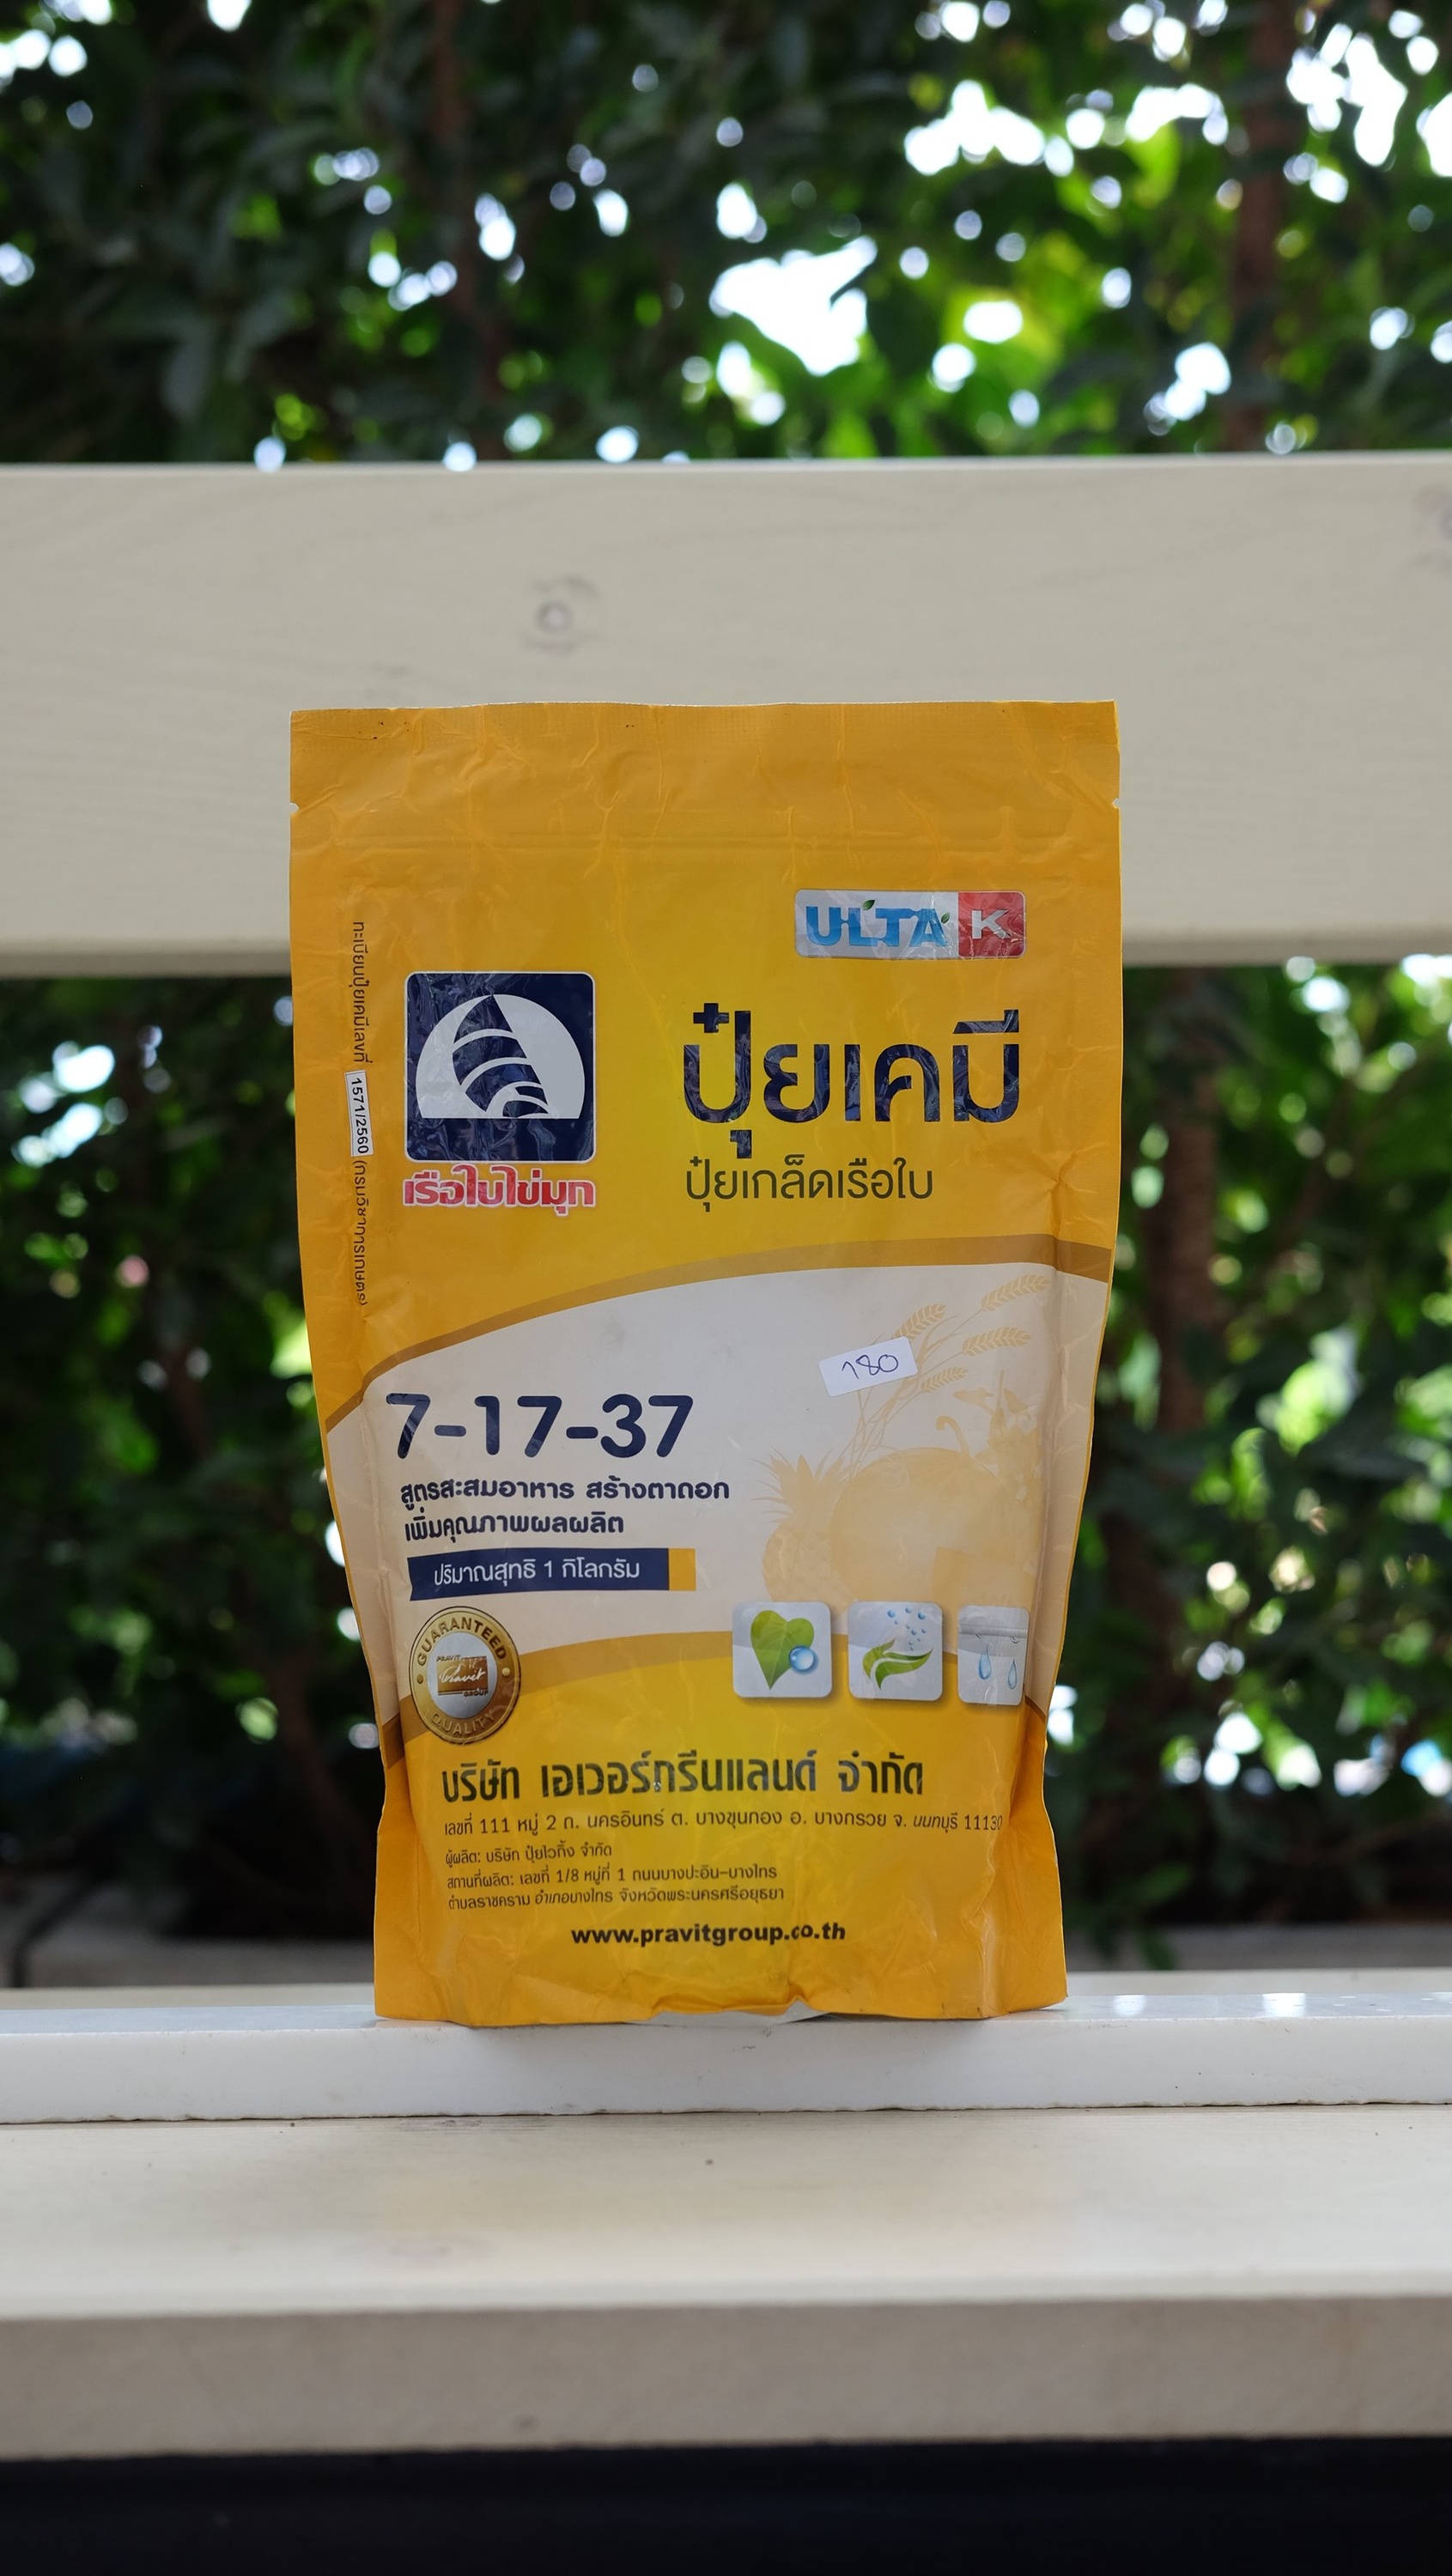 ULTA K
ปุ๋ยเคมี
ปุ๋ยเกล็ดเรือใบ
เรือใบไข่มุก
ทะเบียนปุ๋ยเคมีเลขที่ 1571/2560 (กรมวิชาการเกษตร)
180
7-17-37
สูตรสะสมอาหาร สร้างตาดอก
เพิ่มคุณภาพผลผลิต
ปริมาณสุทธิ 1 กิโลกรัม
GUARANTEED
PRAVIT
Pravit
GROUP
QUALITY
บริษัท เอเวอร์กรีนแลนด์ จำกัด
เลขที่ 111 หมู่ 2 ถ. นครอินทร์ ต. บางขุนกอง อ. บางกรวย จ. นนทบุรี 11130
ผู้ผลิต: บริษัท ปุ๋ยไวกิ้ง จำกัด
สถานที่ผลิต: เลขที่ 1/8 หมู่ที่ 1 ถนนบางปะอิน-บางไทร
ตำบลราชคราม อำเภอบางไทร จังหวัดพระนครศรีอยุธยา
www.pravitgroup.co.th